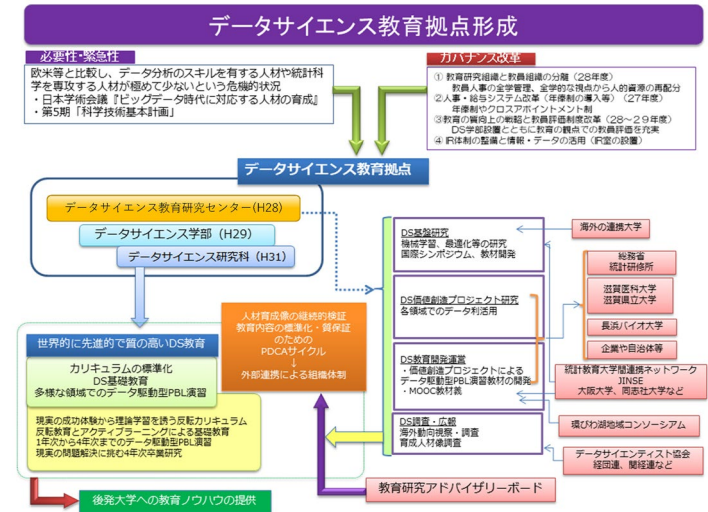 データサイエンス教育拠点形成
必要性・緊急性
欧米等と比較し、データ分析のスキルを有する人材や統計科
学を専攻する人材が極めて少ないという危機的状況
・日本学術会議『ビッグデータ時代に対応する人材の育成』
・第5期「科学技術基本計画」
ガバナンス改革
① 教育研究組織と教員組織の分離（28年度）
教員人事の全学管理、全学的な視点から人的資源の再配分
②人事・給与システム改革（年俸制の導入等）（27年度）
年俸制やクロスアポイントメント制
③教育の質向上の戦略と教員評価制度改革（28～29年度）
DS学部設置とともに教育の観点での教員評価を充実
④ IR体制の整備と情報・データの活用（IR室の設置）
データサイエンス教育拠点
データサイエンス教育研究センター(H28)
データサイエンス学部（H29）
データサイエンス研究科（H31）
DS基盤研究
機械学習、最適化等の研究
国際シンポジウム、教材開発
DS価値創造プロジェクト研究
各領域でのデータ利活用
DS教育開発運営
・価値創造プロジェクトによる
データ駆動型PBL演習教材の開発
・MOOC教材義
DS調査・広報
海外動向視察・調査
育成人材像調査
海外の連携大学
総務省
統計研修所
滋賀医科大学
滋賀県立大学
長浜バイオ大学
企業や自治体等
統計教育大学間連携ネットワーク
JINSE
大阪大学、同志社大学など
環びわ湖地域コンソーシアム
データサイエンティスト協会
経団連、関経連など
人材育成像の継続的検証
教育内容の標準化・質保証
のための
PDCAサイクル
↓
外部連携による組織体制
世界的に先進的で質の高いDS教育
カリキュラムの標準化
DS基礎教育
多様な領域でのデータ駆動型PBL演習
現実の成功体験から理論学習を誘う反転カリキュラム
反転教育とアクティブラーニングによる基礎教育
1年次から4年次までのデータ駆動型PBL演習
現実の問題解決に挑む4年次卒業研究
教育研究アドバイザリーボード
後発大学への教育ノウハウの提供